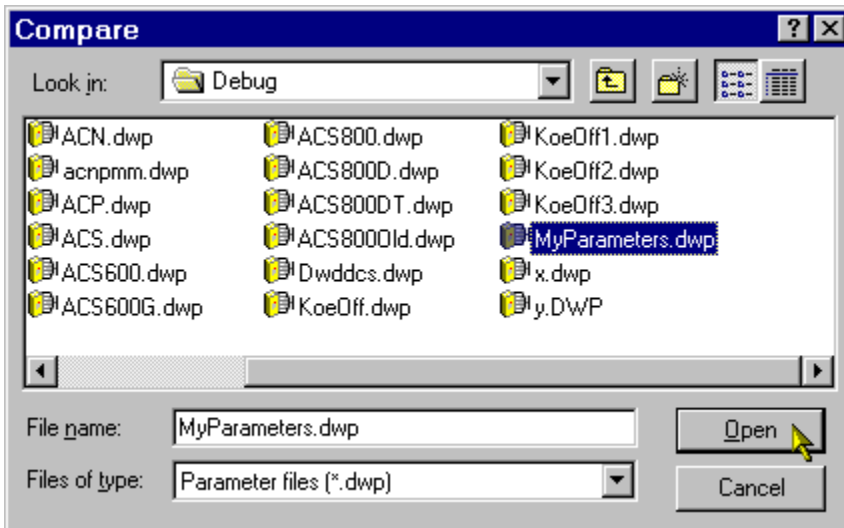 Compare
Look in: Debug
ACN.dwp ACS800.dwp KoeOff1.dwp
acnpmm.dwp ACS800D.dwp KoeOff2.dwp
ACP.dwp ACS800DT.dwp KoeOff3.dwp
ACS.dwp ACS800Old.dwp MyParameters.dwp
ACS600.dwp Dwddcs.dwp x.dwp
ACS600G.dwp KoeOff.dwp y.DWP
File name: MyParameters.dwp Open
Files of type: Parameter files (*.dwp) Cancel